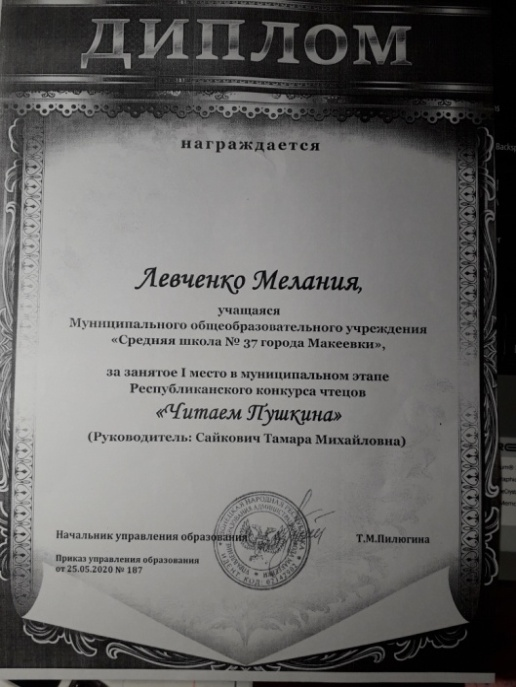 ДИПЛОМ
награждается
Левченко Мелания,
учащаяся
Муниципального общеобразовательного учреждения
«Средняя школа № 37 города Макеевки»,
за занятое I место в муниципальном этапе
Республиканского конкурса чтецов
«Читаем Пушкина»
(Руководитель: Сайкович Тамара Михайловна)
Начальник управления образования
Т.М.Пилюгина
Приказ управления образования
от 25.05.2020 № 187